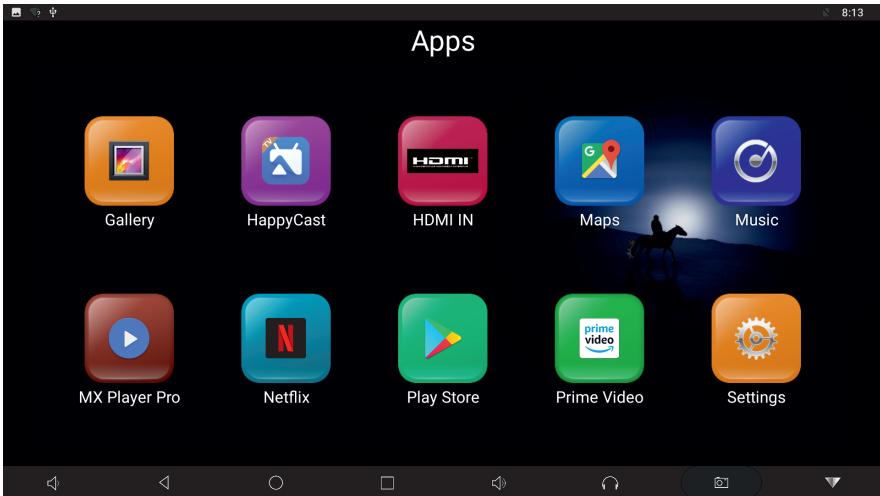 8:13
Apps
TV
HDMI
G
Gallery
HappyCast
HDMI IN
Maps
Music
N
prime
video
MX Player Pro
Netflix
Play Store
Prime Video
Settings